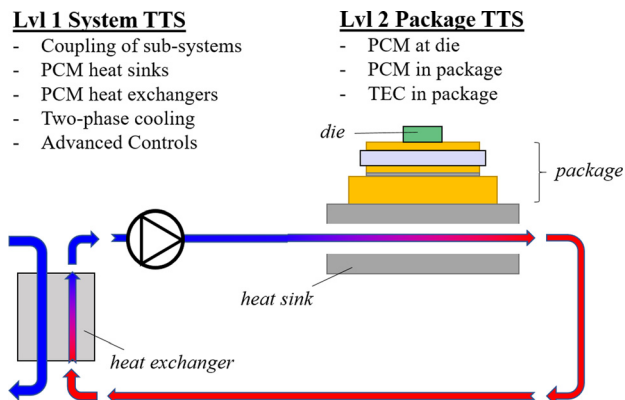 Lvl 1 System TTS
- Coupling of sub-systems
- PCM heat sinks
- PCM heat exchangers
- Two-phase cooling
- Advanced Controls
Lvl 2 Package TTS
- PCM at die
- PCM in package
- TEC in package
die
package
heat sink
heat exchanger